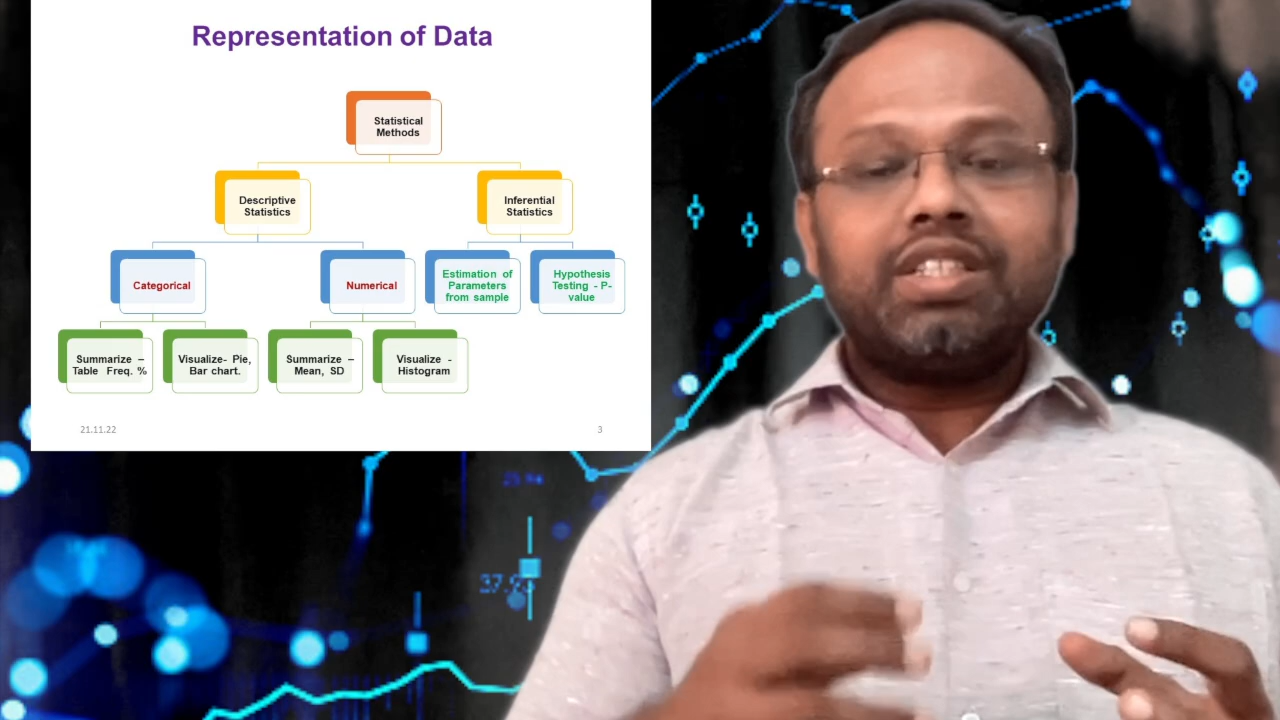 Representation of Data
Statistical
Methods
Descriptive
Statistics
Inferential
Statistics
Categorical
Numerical
Estimation of
Parameters
from sample
Hypothesis
Testing - P-
value
Summarize –
Table Freq. %
Visualize- Pie,
Bar chart.
Summarize –
Mean, SD
Visualize -
Histogram
21.11.22
3